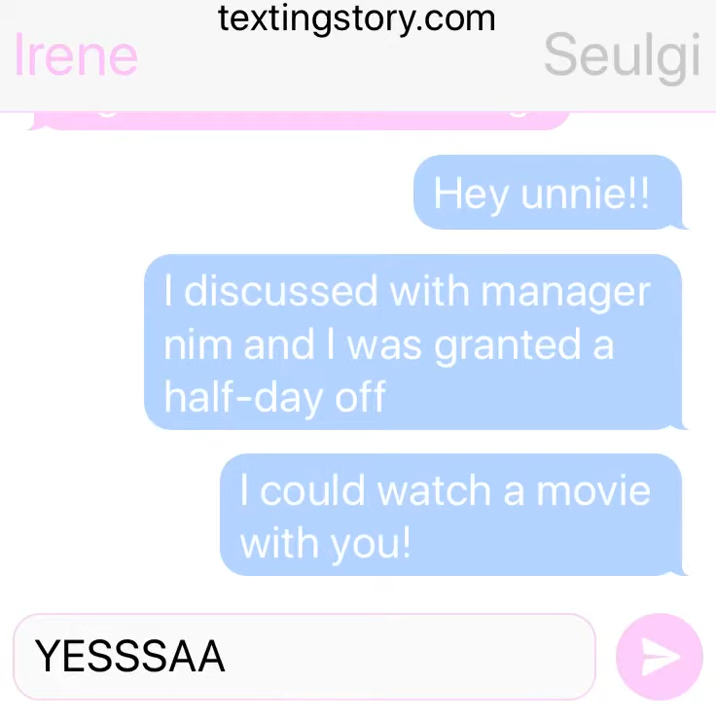 textingstory.com
Irene
Seulgi
Hey unnie!!
I discussed with manager
nim and I was granted a
half-day off
I could watch a movie
with you!
YESSSAA